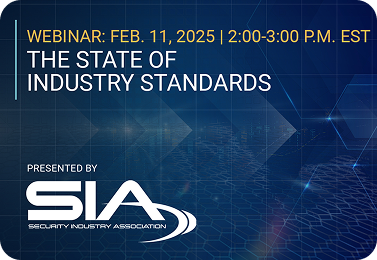 WEBINAR: FEB. 11, 2025 | 2:00-3:00 P.M. EST
THE STATE OF
INDUSTRY STANDARDS
PRESENTED BY
SIA
SECURITY INDUSTRY ASSOCIATION